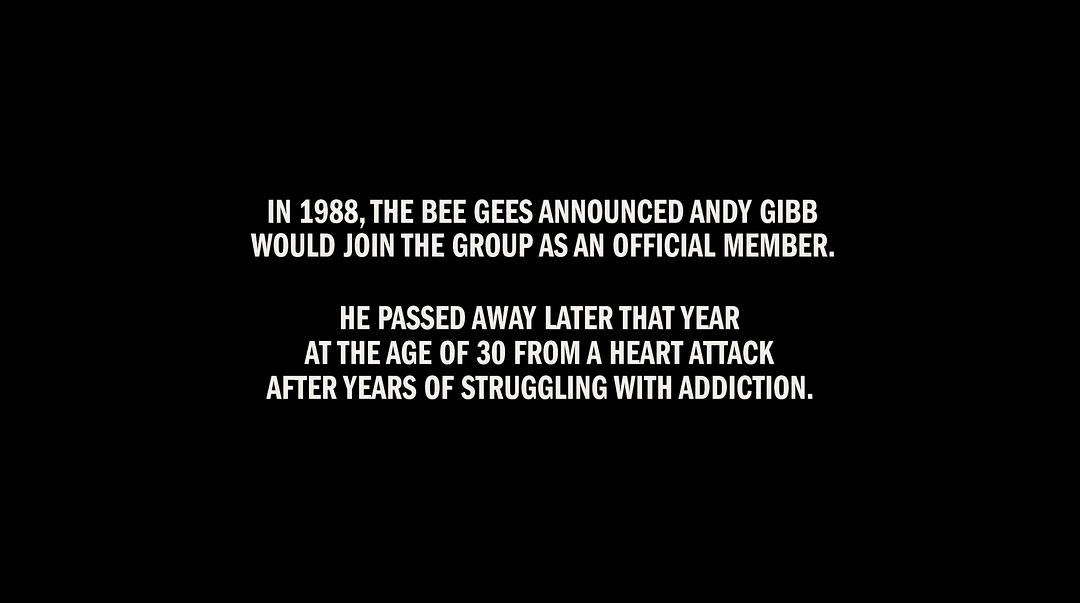 IN 1988, THE BEE GEES ANNOUNCED ANDY GIBB
WOULD JOIN THE GROUP AS AN OFFICIAL MEMBER.
HE PASSED AWAY LATER THAT YEAR
AT THE AGE OF 30 FROM A HEART ATTACK
AFTER YEARS OF STRUGGLING WITH ADDICTION.